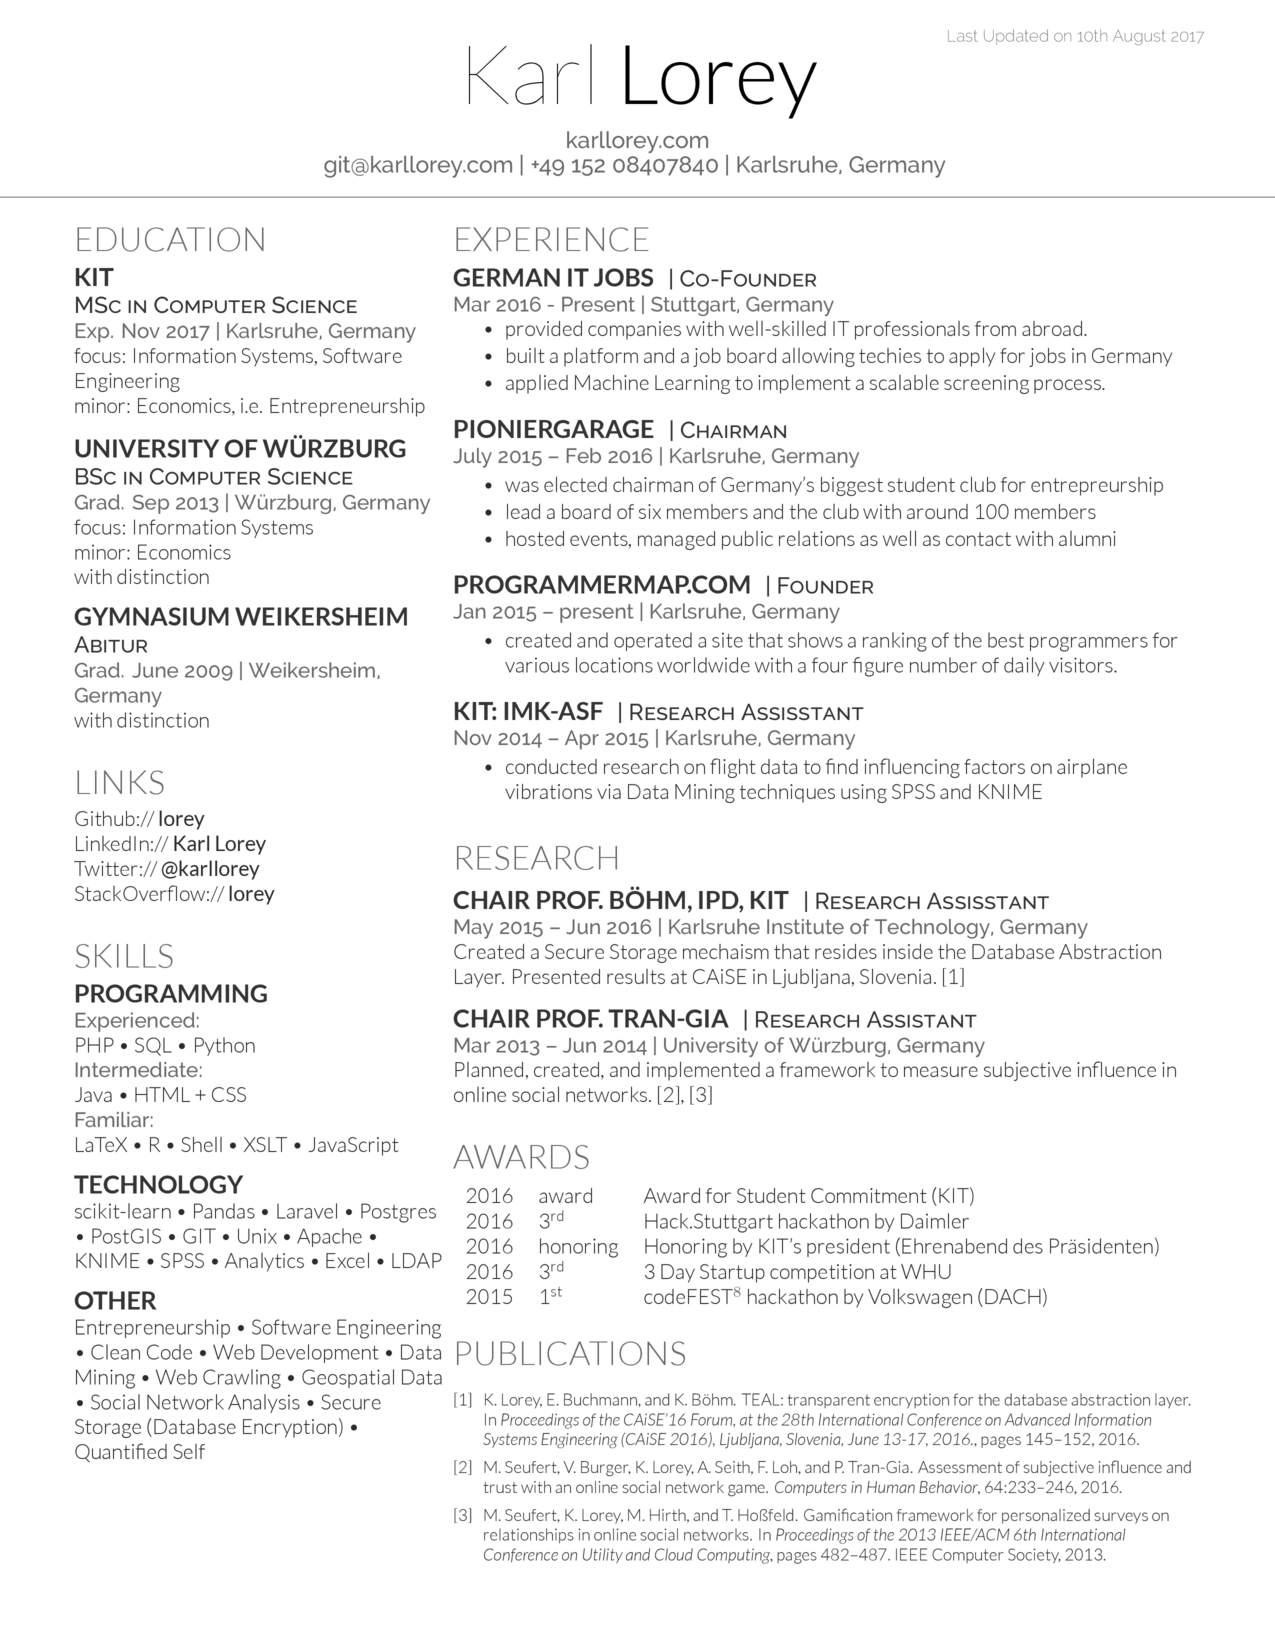 Last Updated on 10th August 2017
Karl Lorey
karllorey.com
git@karllorey.com | +49 152 08407840 | Karlsruhe, Germany
EDUCATION
KIT
MSc in Computer Science
Exp. Nov 2017 | Karlsruhe, Germany
focus: Information Systems, Software
Engineering
minor: Economics, i.e. Entrepreneurship
UNIVERSITY OF WÜRZBURG
BSc in Computer Science
Grad. Sep 2013 | Würzburg, Germany
focus: Information Systems
minor: Economics
with distinction
GYMNASIUM WEIKERSHEIM
Abitur
Grad. June 2009 | Weikersheim,
Germany
with distinction
LINKS
Github:// lorey
LinkedIn:// Karl Lorey
Twitter:// @karllorey
StackOverflow:// lorey
SKILLS
PROGRAMMING
Experienced:
PHP • SQL • Python
Intermediate:
Java • HTML + CSS
Familiar:
LaTeX • R • Shell • XSLT • JavaScript
TECHNOLOGY
scikit-learn • Pandas • Laravel • Postgres
• PostGIS • GIT • Unix • Apache •
KNIME • SPSS • Analytics • Excel • LDAP
OTHER
Entrepreneurship • Software Engineering
• Clean Code • Web Development • Data
Mining • Web Crawling • Geospatial Data
• Social Network Analysis • Secure
Storage (Database Encryption) •
Quantified Self
EXPERIENCE
GERMAN IT JOBS | Co-Founder
Mar 2016 - Present | Stuttgart, Germany
• provided companies with well-skilled IT professionals from abroad.
• built a platform and a job board allowing techies to apply for jobs in Germany
• applied Machine Learning to implement a scalable screening process.
PIONIERGARAGE | Chairman
July 2015 – Feb 2016 | Karlsruhe, Germany
• was elected chairman of Germany's biggest student club for entrepreurship
• lead a board of six members and the club with around 100 members
• hosted events, managed public relations as well as contact with alumni
PROGRAMMERMAP.COM | Founder
Jan 2015 – present | Karlsruhe, Germany
• created and operated a site that shows a ranking of the best programmers for
various locations worldwide with a four figure number of daily visitors.
KIT: IMK-ASF | Research Assisstant
Nov 2014 – Apr 2015 | Karlsruhe, Germany
• conducted research on flight data to find influencing factors on airplane
vibrations via Data Mining techniques using SPSS and KNIME
RESEARCH
CHAIR PROF. BÖHM, IPD, KIT | Research Assisstant
May 2015 – Jun 2016 | Karlsruhe Institute of Technology, Germany
Created a Secure Storage mechaism that resides inside the Database Abstraction
Layer. Presented results at CAiSE in Ljubljana, Slovenia. [1]
CHAIR PROF. TRAN-GIA | Research Assistant
Mar 2013 – Jun 2014 | University of Würzburg, Germany
Planned, created, and implemented a framework to measure subjective influence in
online social networks. [2], [3]
AWARDS
2016 award Award for Student Commitment (KIT)
2016 3rd Hack.Stuttgart hackathon by Daimler
2016 honoring Honoring by KIT's president (Ehrenabend des Präsidenten)
2016 3rd 3 Day Startup competition at WHU
2015 1st codeFEST8 hackathon by Volkswagen (DACH)
PUBLICATIONS
[1] K. Lorey, E. Buchmann, and K. Böhm. TEAL: transparent encryption for the database abstraction layer.
In Proceedings of the CAiSE'16 Forum, at the 28th International Conference on Advanced Information
Systems Engineering (CAiSE 2016), Ljubljana, Slovenia, June 13-17, 2016., pages 145–152, 2016.
[2] M. Seufert, V. Burger, K. Lorey, A. Seith, F. Loh, and P. Tran-Gia. Assessment of subjective influence and
trust with an online social network game. Computers in Human Behavior, 64:233–246, 2016.
[3] M. Seufert, K. Lorey, M. Hirth, and T. Hoßfeld. Gamification framework for personalized surveys on
relationships in online social networks. In Proceedings of the 2013 IEEE/ACM 6th International
Conference on Utility and Cloud Computing, pages 482–487. IEEE Computer Society, 2013.